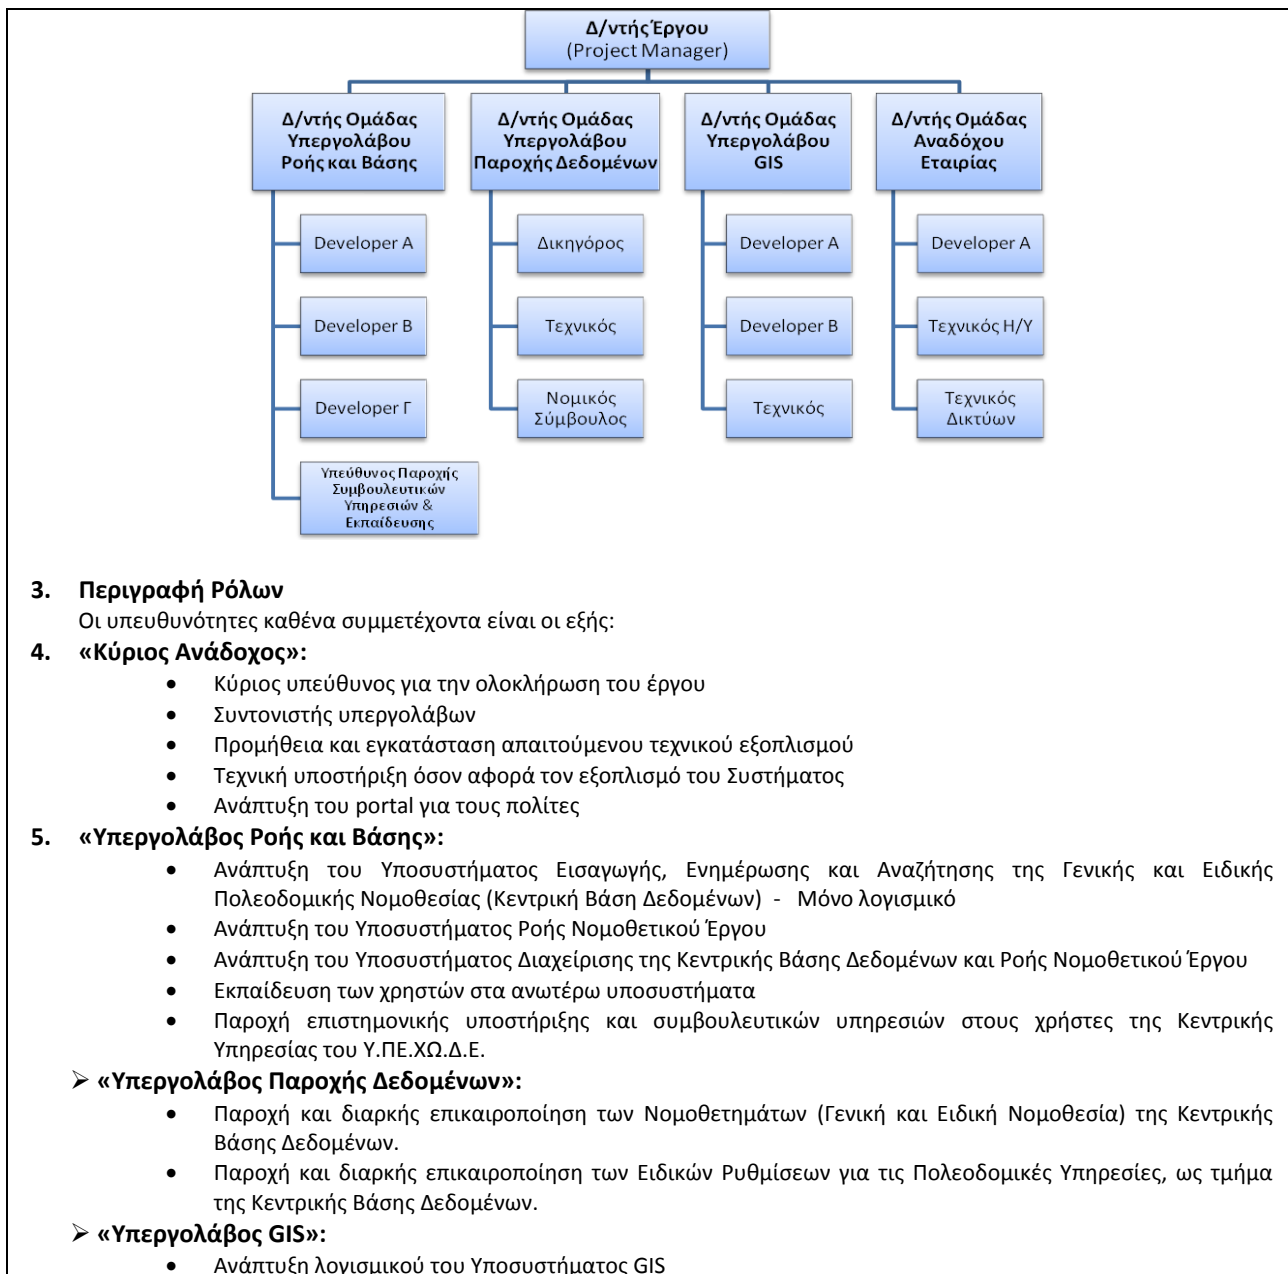 Δ/ντής Έργου
(Project Manager)
Δ/ντής Ομάδας
Υπεργολάβου
Ροής και Βάσης
Δ/ντής Ομάδας
Υπεργολάβου
Παροχής Δεδομένων
Δ/ντής Ομάδας
Υπεργολάβου
GIS
Δ/ντής Ομάδας
Αναδόχου
Εταιρίας
Developer A
Developer B
Developer Γ
Υπεύθυνος Παροχής
Συμβουλευτικών
Υπηρεσιών &
Εκπαίδευσης
Δικηγόρος
Τεχνικός
Νομικός
Σύμβουλος
Developer A
Developer B
Τεχνικός
Developer A
Τεχνικός Η/Υ
Τεχνικός
Δικτύων
3. Περιγραφή Ρόλων
Οι υπευθυνότητες καθένα συμμετέχοντα είναι οι εξής:
4. «Κύριος Ανάδοχος»:
• Κύριος υπεύθυνος για την ολοκλήρωση του έργου
• Συντονιστής υπεργολάβων
• Προμήθεια και εγκατάσταση απαιτούμενου τεχνικού εξοπλισμού
• Τεχνική υποστήριξη όσον αφορά τον εξοπλισμό του Συστήματος
• Ανάπτυξη του portal για τους πολίτες
5. «Υπεργολάβος Ροής και Βάσης»:
• Ανάπτυξη του Υποσυστήματος Εισαγωγής, Ενημέρωσης και Αναζήτησης της Γενικής και Ειδικής
Πολεοδομικής Νομοθεσίας (Κεντρική Βάση Δεδομένων) - Μόνο λογισμικό
• Ανάπτυξη του Υποσυστήματος Ροής Νομοθετικού Έργου
• Ανάπτυξη του Υποσυστήματος Διαχείρισης της Κεντρικής Βάσης Δεδομένων και Ροής Νομοθετικού Έργου
• Εκπαίδευση των χρηστών στα ανωτέρω υποσυστήματα
• Παροχή επιστημονικής υποστήριξης και συμβουλευτικών υπηρεσιών στους χρήστες της Κεντρικής
Υπηρεσίας του Υ.ΠΕ.ΧΩ.Δ.Ε.
➢ «Υπεργολάβος Παροχής Δεδομένων»:
• Παροχή και διαρκής επικαιροποίηση των Νομοθετημάτων (Γενική και Ειδική Νομοθεσία) της Κεντρικής
Βάσης Δεδομένων.
• Παροχή και διαρκής επικαιροποίηση των Ειδικών Ρυθμίσεων για τις Πολεοδομικές Υπηρεσίες, ως τμήμα
της Κεντρικής Βάσης Δεδομένων.
➢ «Υπεργολάβος GIS»:
• Ανάπτυξη λογισμικού του Υποσυστήματος GIS